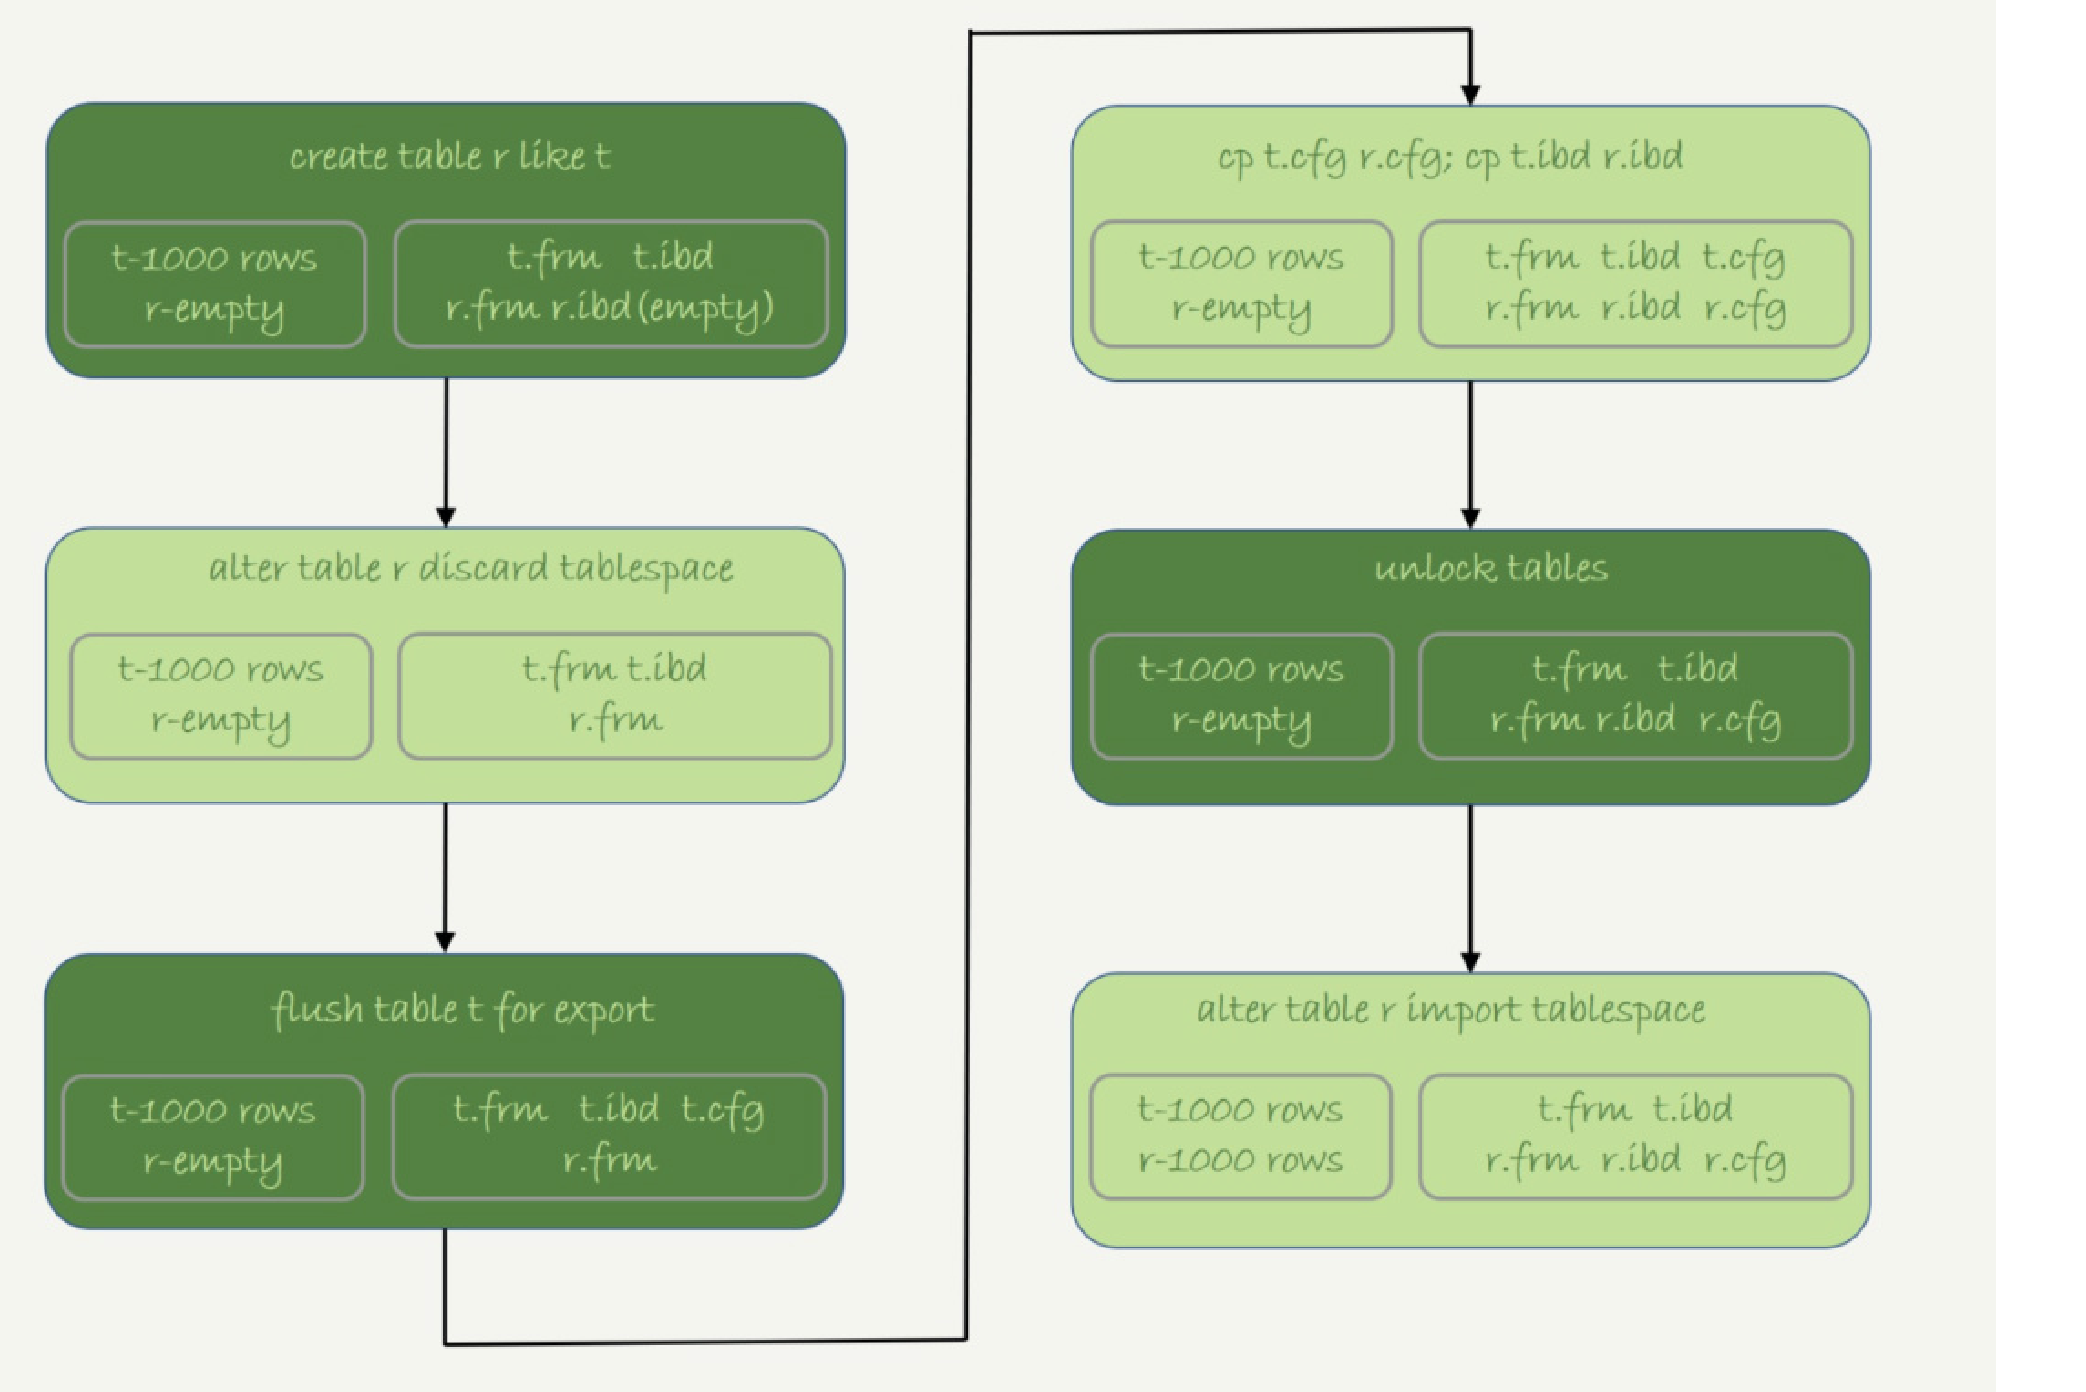 create table r like t
t-1000 rows
r-empty
t.frm t.ibd
r.frm r.ibd(empty)
alter table r discard tablespace
t-1000 rows
r-empty
t.frm t.ibd
r.frm
flush table t for export
t-1000 rows
r-empty
t.frm t.ibd t.cfg
r.frm
cp t.cfg r.cfg; cp t.ibd r.ibd
t-1000 rows
r-empty
t.frm t.ibd t.cfg
r.frm r.ibd r.cfg
unlock tables
t-1000 rows
r-empty
t.frm t.ibd
r.frm r.ibd r.cfg
alter table r import tablespace
t-1000 rows
r-1000 rows
t.frm t.ibd
r.frm r.ibd r.cfg